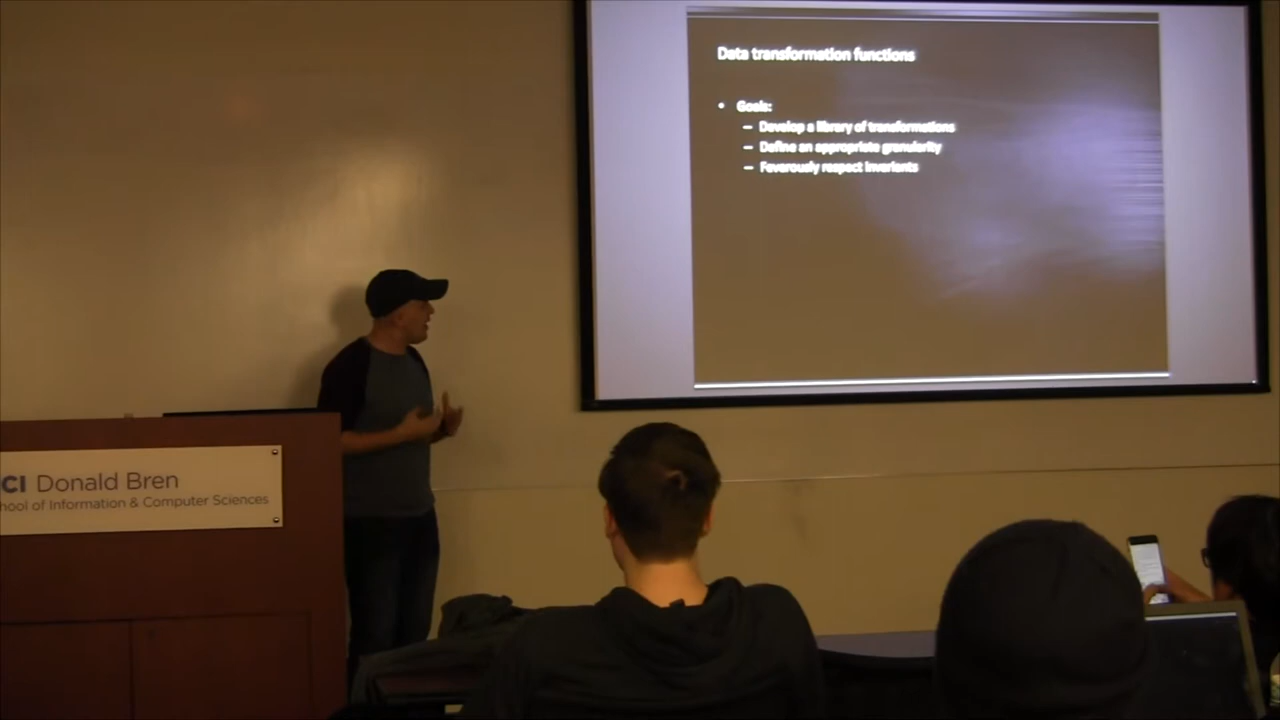 Data transformation functions
• Goals:
– Develop a library of transformations
– Define an appropriate granularity
– Feverously respect invariants
CI Donald Bren
hool of Information & Computer Sciences